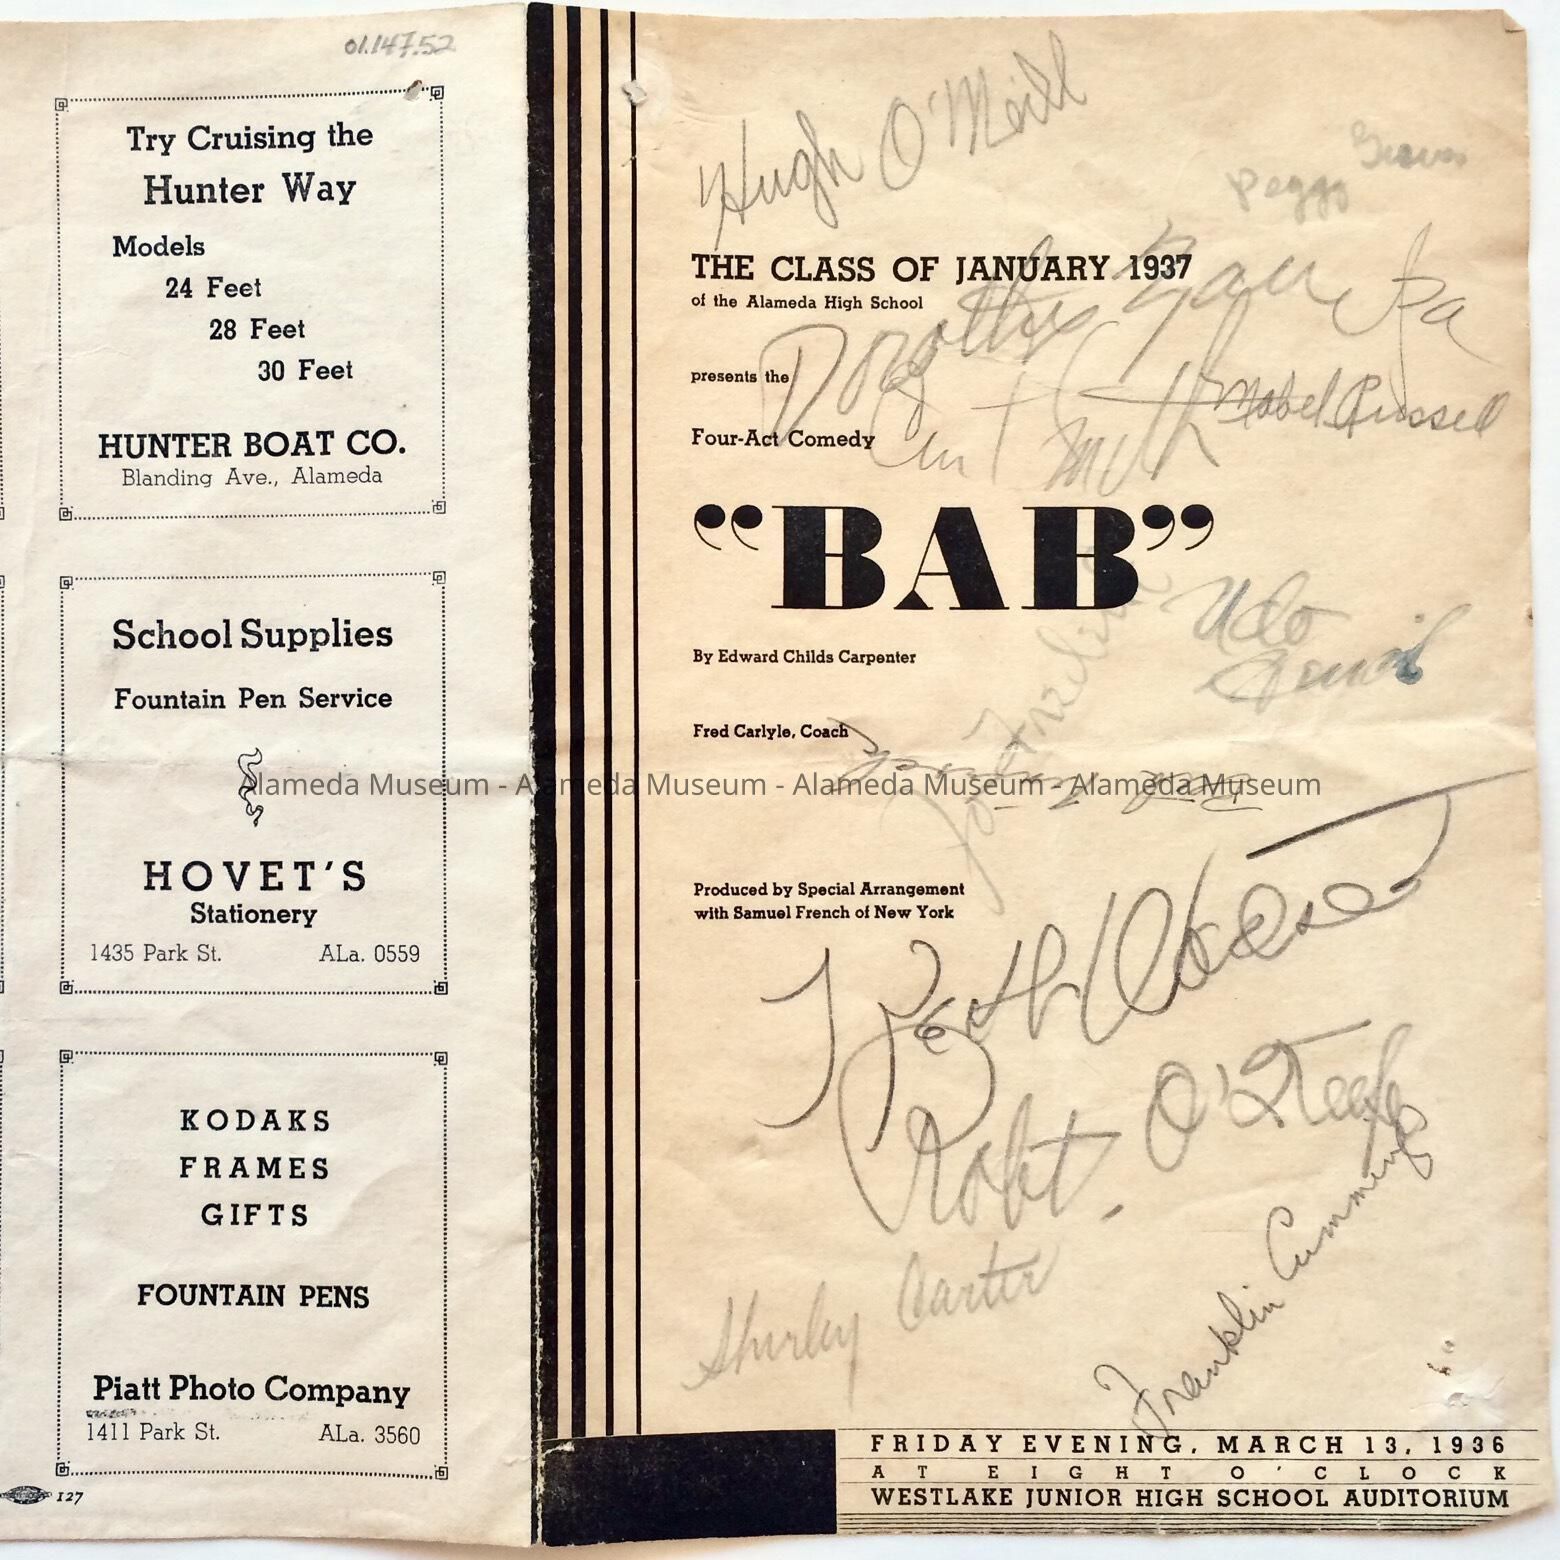 01.147.52
Try Cruising the
Hunter Way
Models
24 Feet
28 Feet
30 Feet
HUNTER BOAT CO.
Blanding Ave., Alameda
School Supplies
Fountain Pen Service
HOVET'S
Stationery
1435 Park St. ALa. 0559
KODAKS
FRAMES
GIFTS
FOUNTAIN PENS
Piatt Photo Company
1411 Park St. ALa. 3560
127
Hugh O'Neill
Peggy
THE CLASS OF JANUARY 1937
of the Alameda High School
Dorothy
presents the
Mabel Russell
Four-Act Comedy
Curt Smith
"BAB"
Udo
By Edward Childs Carpenter
Fred Carlyle, Coach
Alameda Museum - Alameda Museum - Alameda Museum - Alameda Museum
Produced by Special Arrangement
with Samuel French of New York
Robt. O'Keefe
Shirley Carter
Franklin Cumming
FRIDAY EVENING, MARCH 13, 1936
AT EIGHT O'CLOCK
WESTLAKE JUNIOR HIGH SCHOOL AUDITORIUM